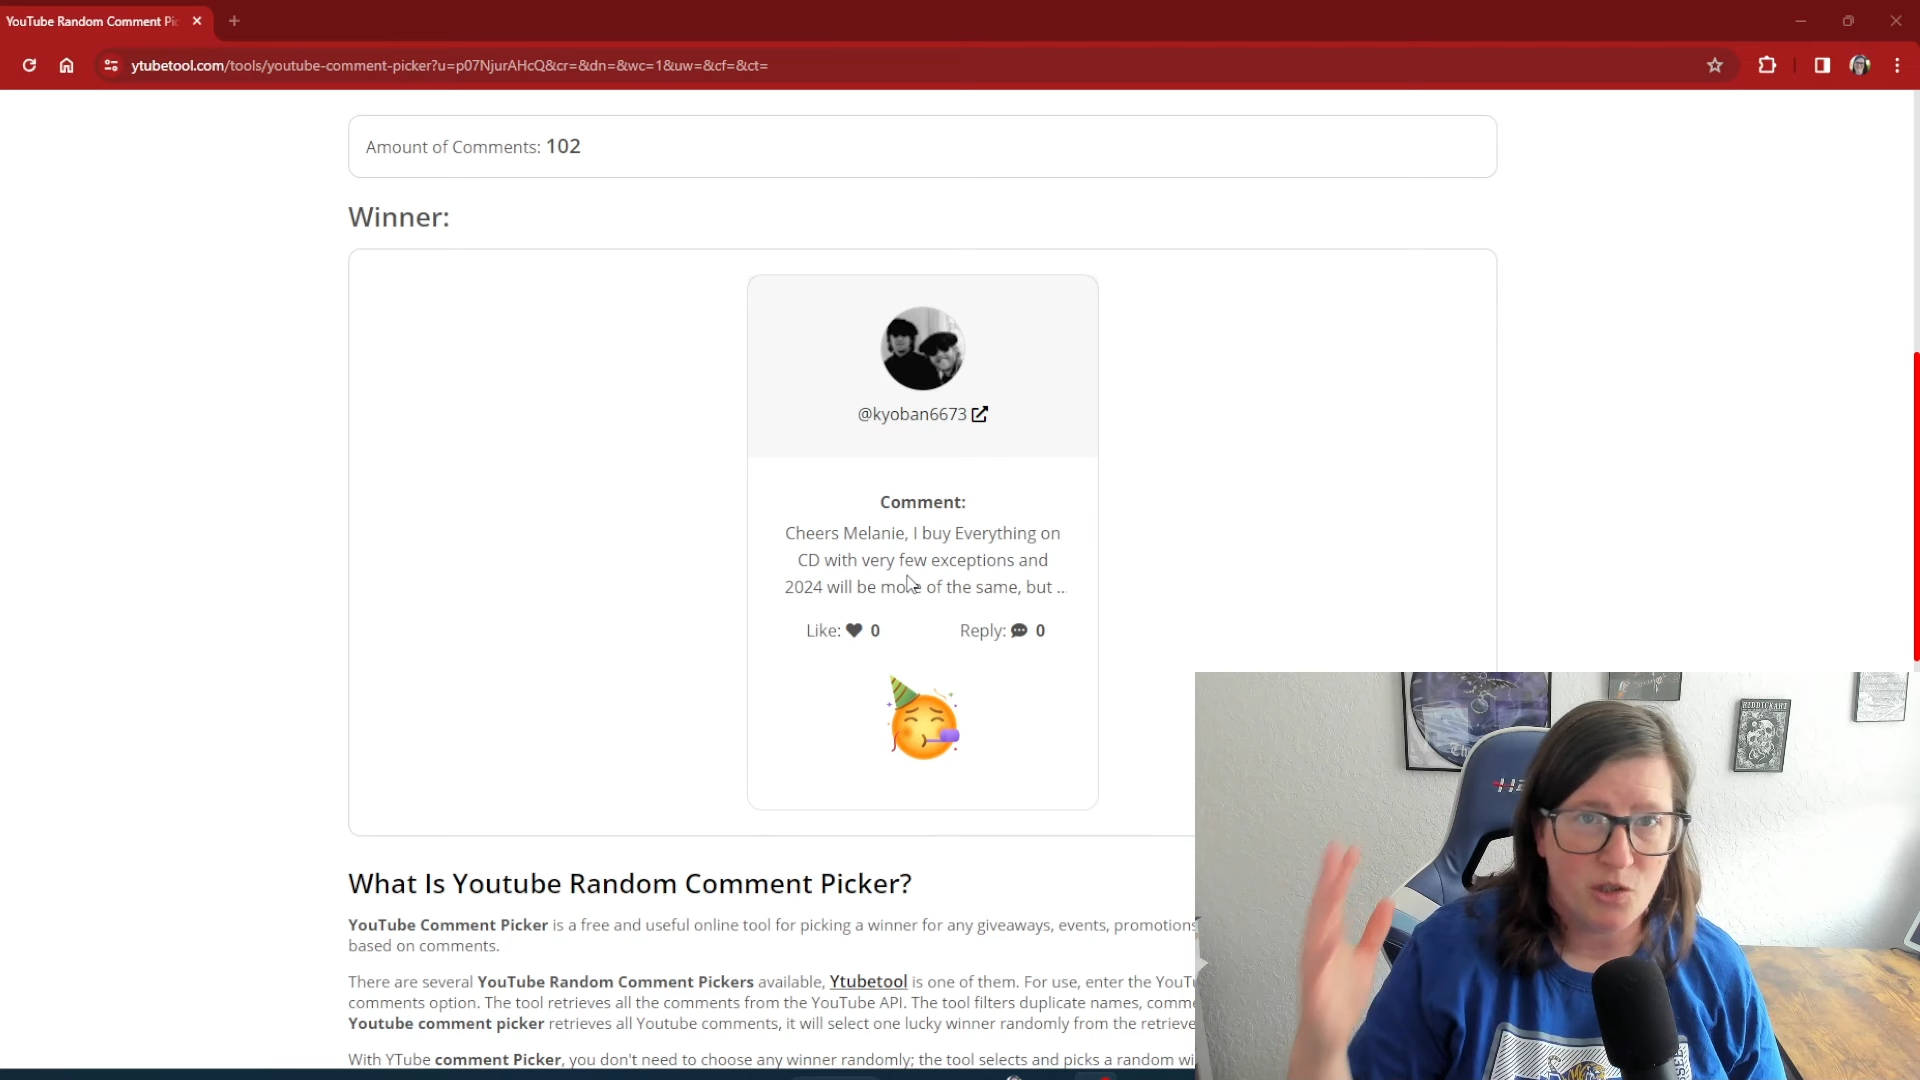 YouTube Random Comment Pi
ytubetool.com/tools/youtube-comment-picker?u=p07NjurAHcQ&cr=&dn=&wc=1&uw=&cf=&ct=
Amount of Comments: 102
Winner:
@kyoban6673
Comment:
Cheers Melanie, I buy Everything on
CD with very few exceptions and
2024 will be more of the same, but ...
Like: 0 Reply: 0
What Is Youtube Random Comment Picker?
YouTube Comment Picker is a free and useful online tool for picking a winner for any giveaways, events, promotions
based on comments.
There are several YouTube Random Comment Pickers available, Ytubetool is one of them. For use, enter the YouT
comments option. The tool retrieves all the comments from the YouTube API. The tool filters duplicate names, comme
Youtube comment picker retrieves all Youtube comments, it will select one lucky winner randomly from the retrieve
With YTube comment Picker, you don't need to choose any winner randomly; the tool selects and picks a random wi